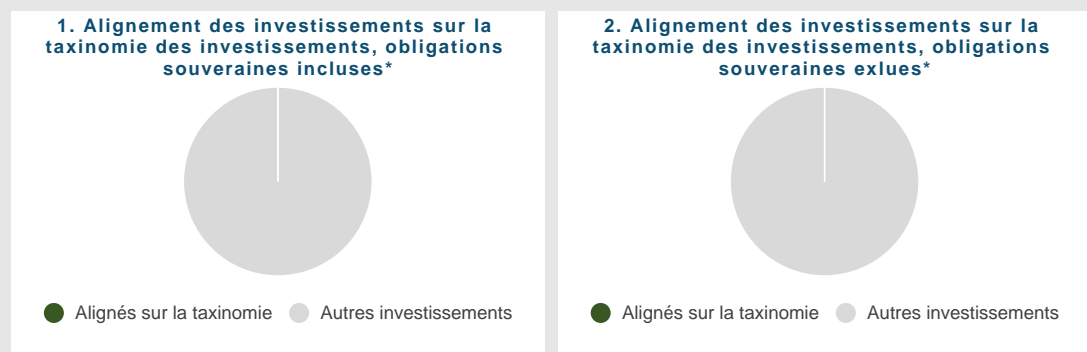 1. Alignement des investissements sur la
taxinomie des investissements, obligations
souveraines incluses*
Alignés sur la taxinomie
Autres investissements
2. Alignement des investissements sur la
taxinomie des investissements, obligations
souveraines exlues*
Alignés sur la taxinomie
Autres investissements